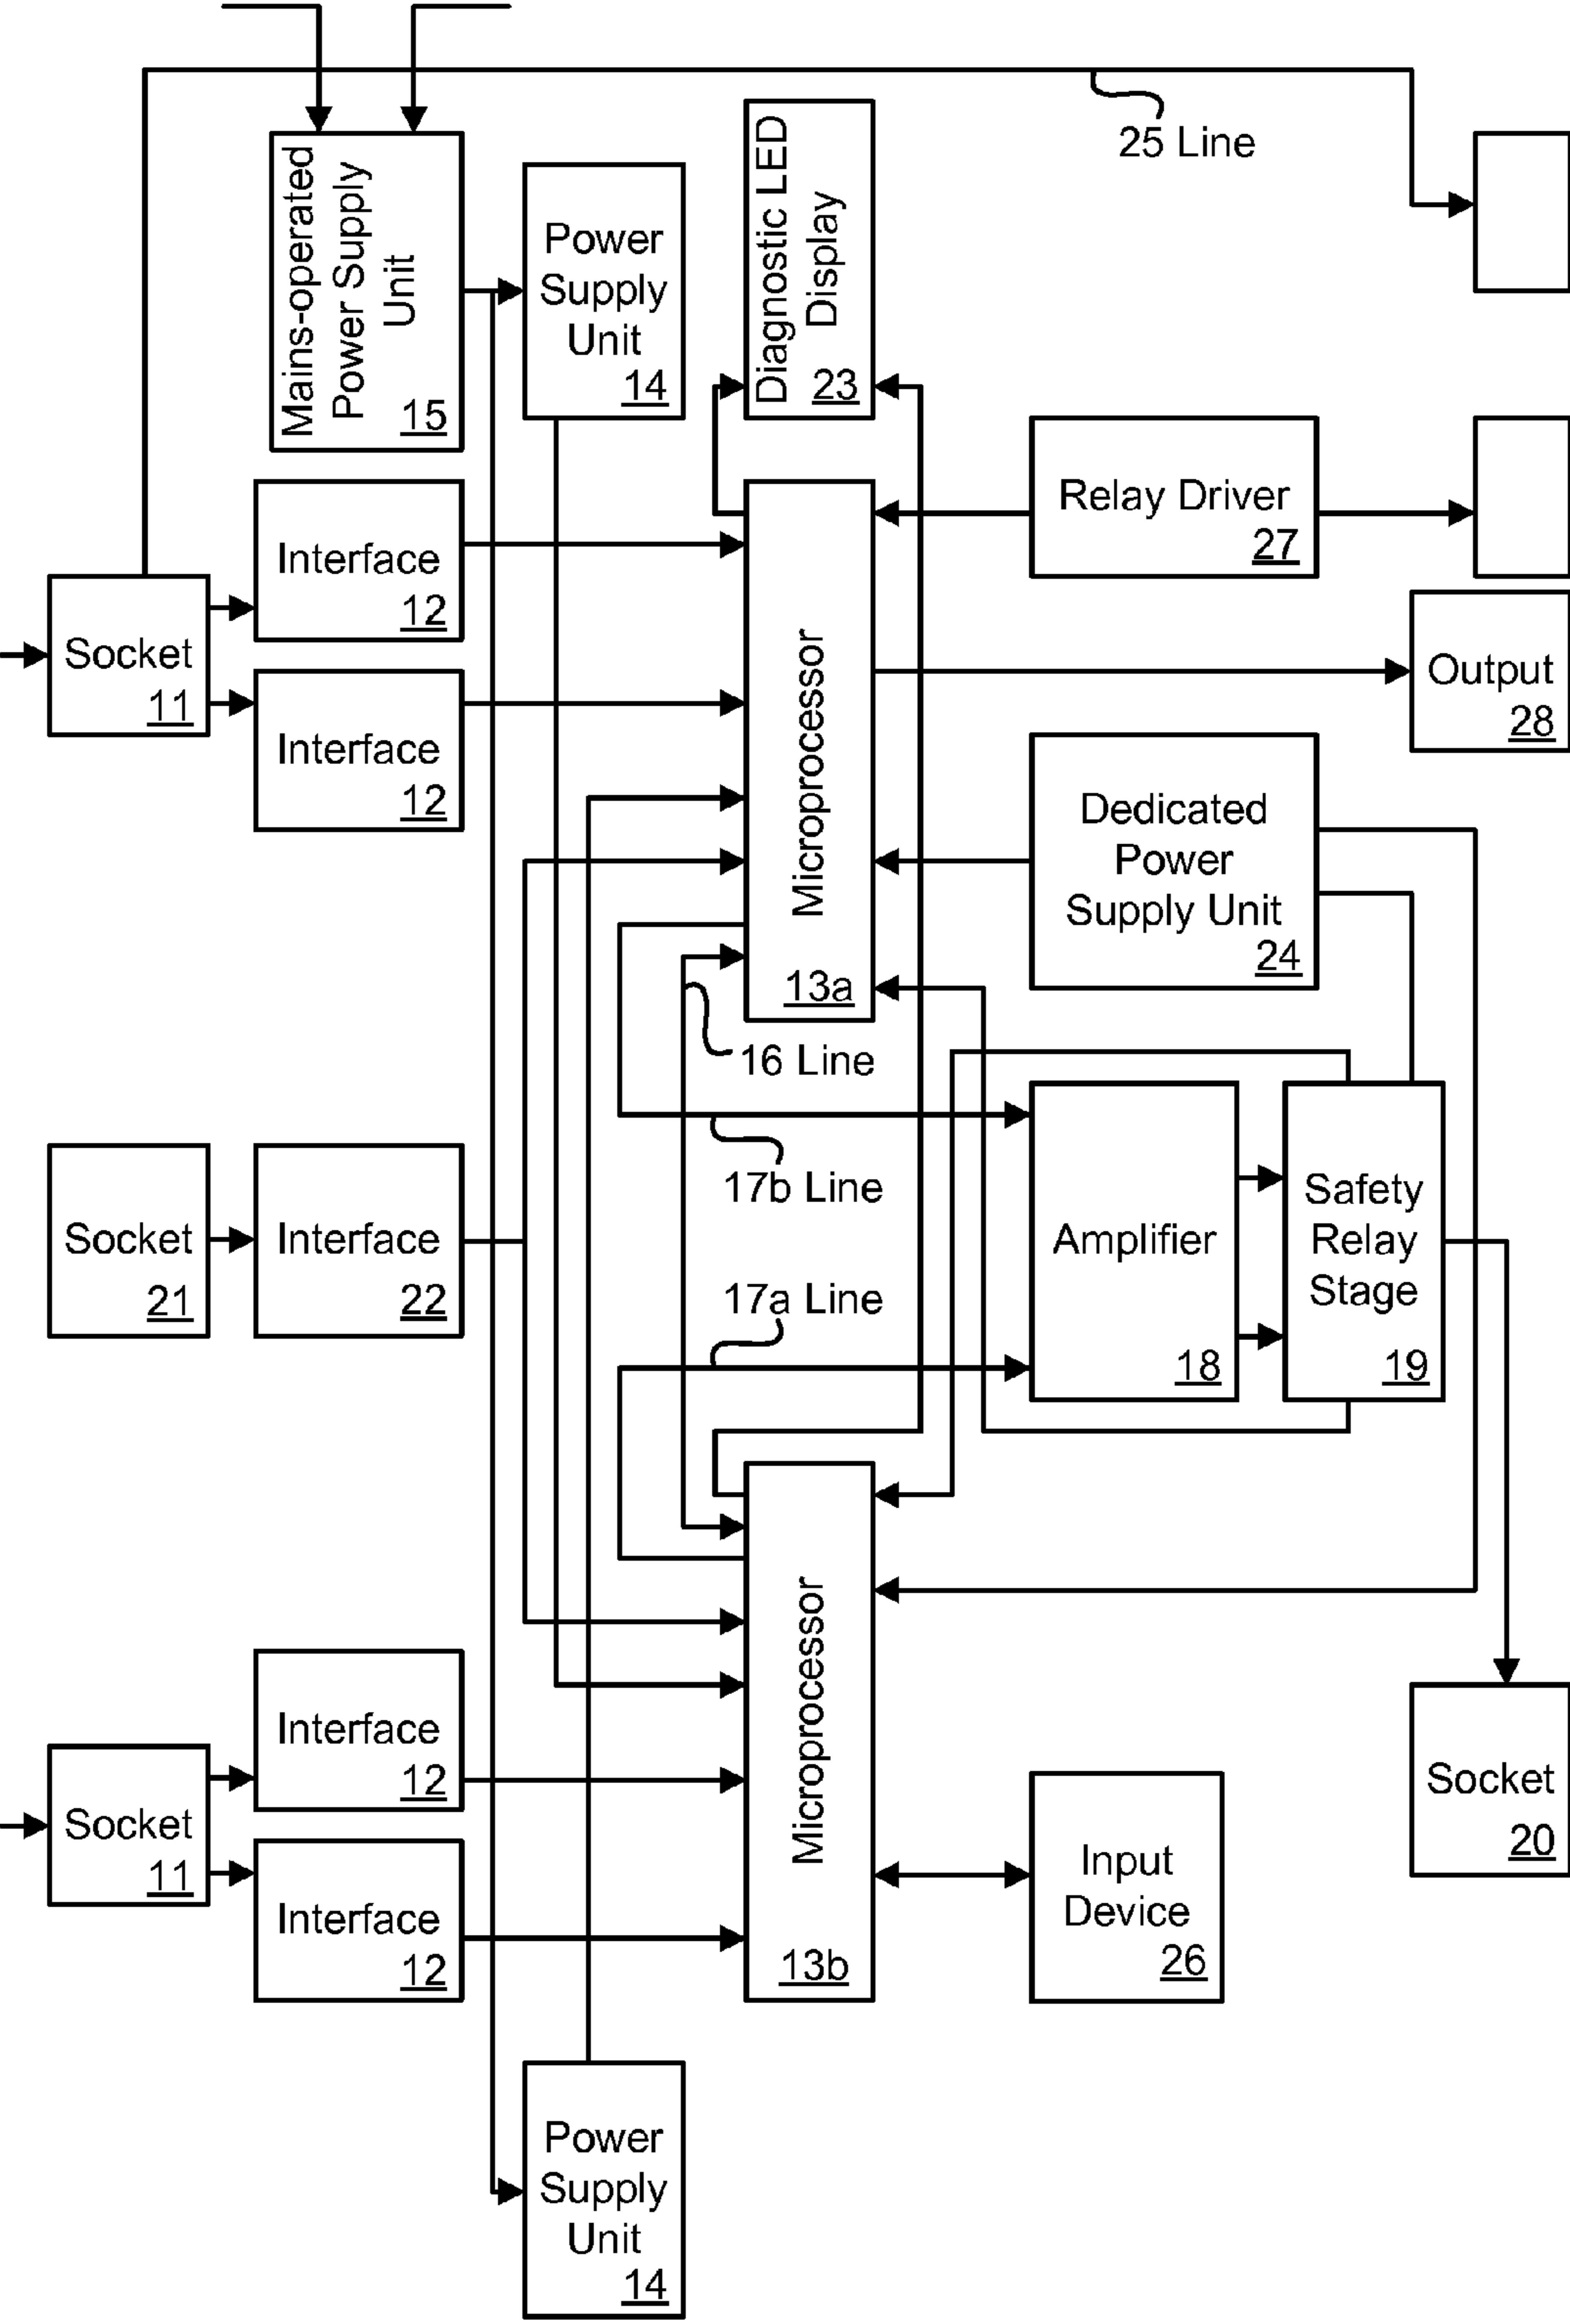 25 Line
Mains-operated
Power Supply
Unit
15
Power
Supply
Unit
14
Diagnostic LED
Display
23
Relay Driver
27
Interface
12
Socket
11
Interface
12
Microprocessor
13a
Output
28
Dedicated
Power
Supply Unit
24
16 Line
17b Line
Socket
21
Interface
22
Amplifier
18
Safety
Relay
Stage
19
17a Line
Interface
12
Socket
11
Interface
12
Microprocessor
13b
Input
Device
26
Socket
20
Power
Supply
Unit
14